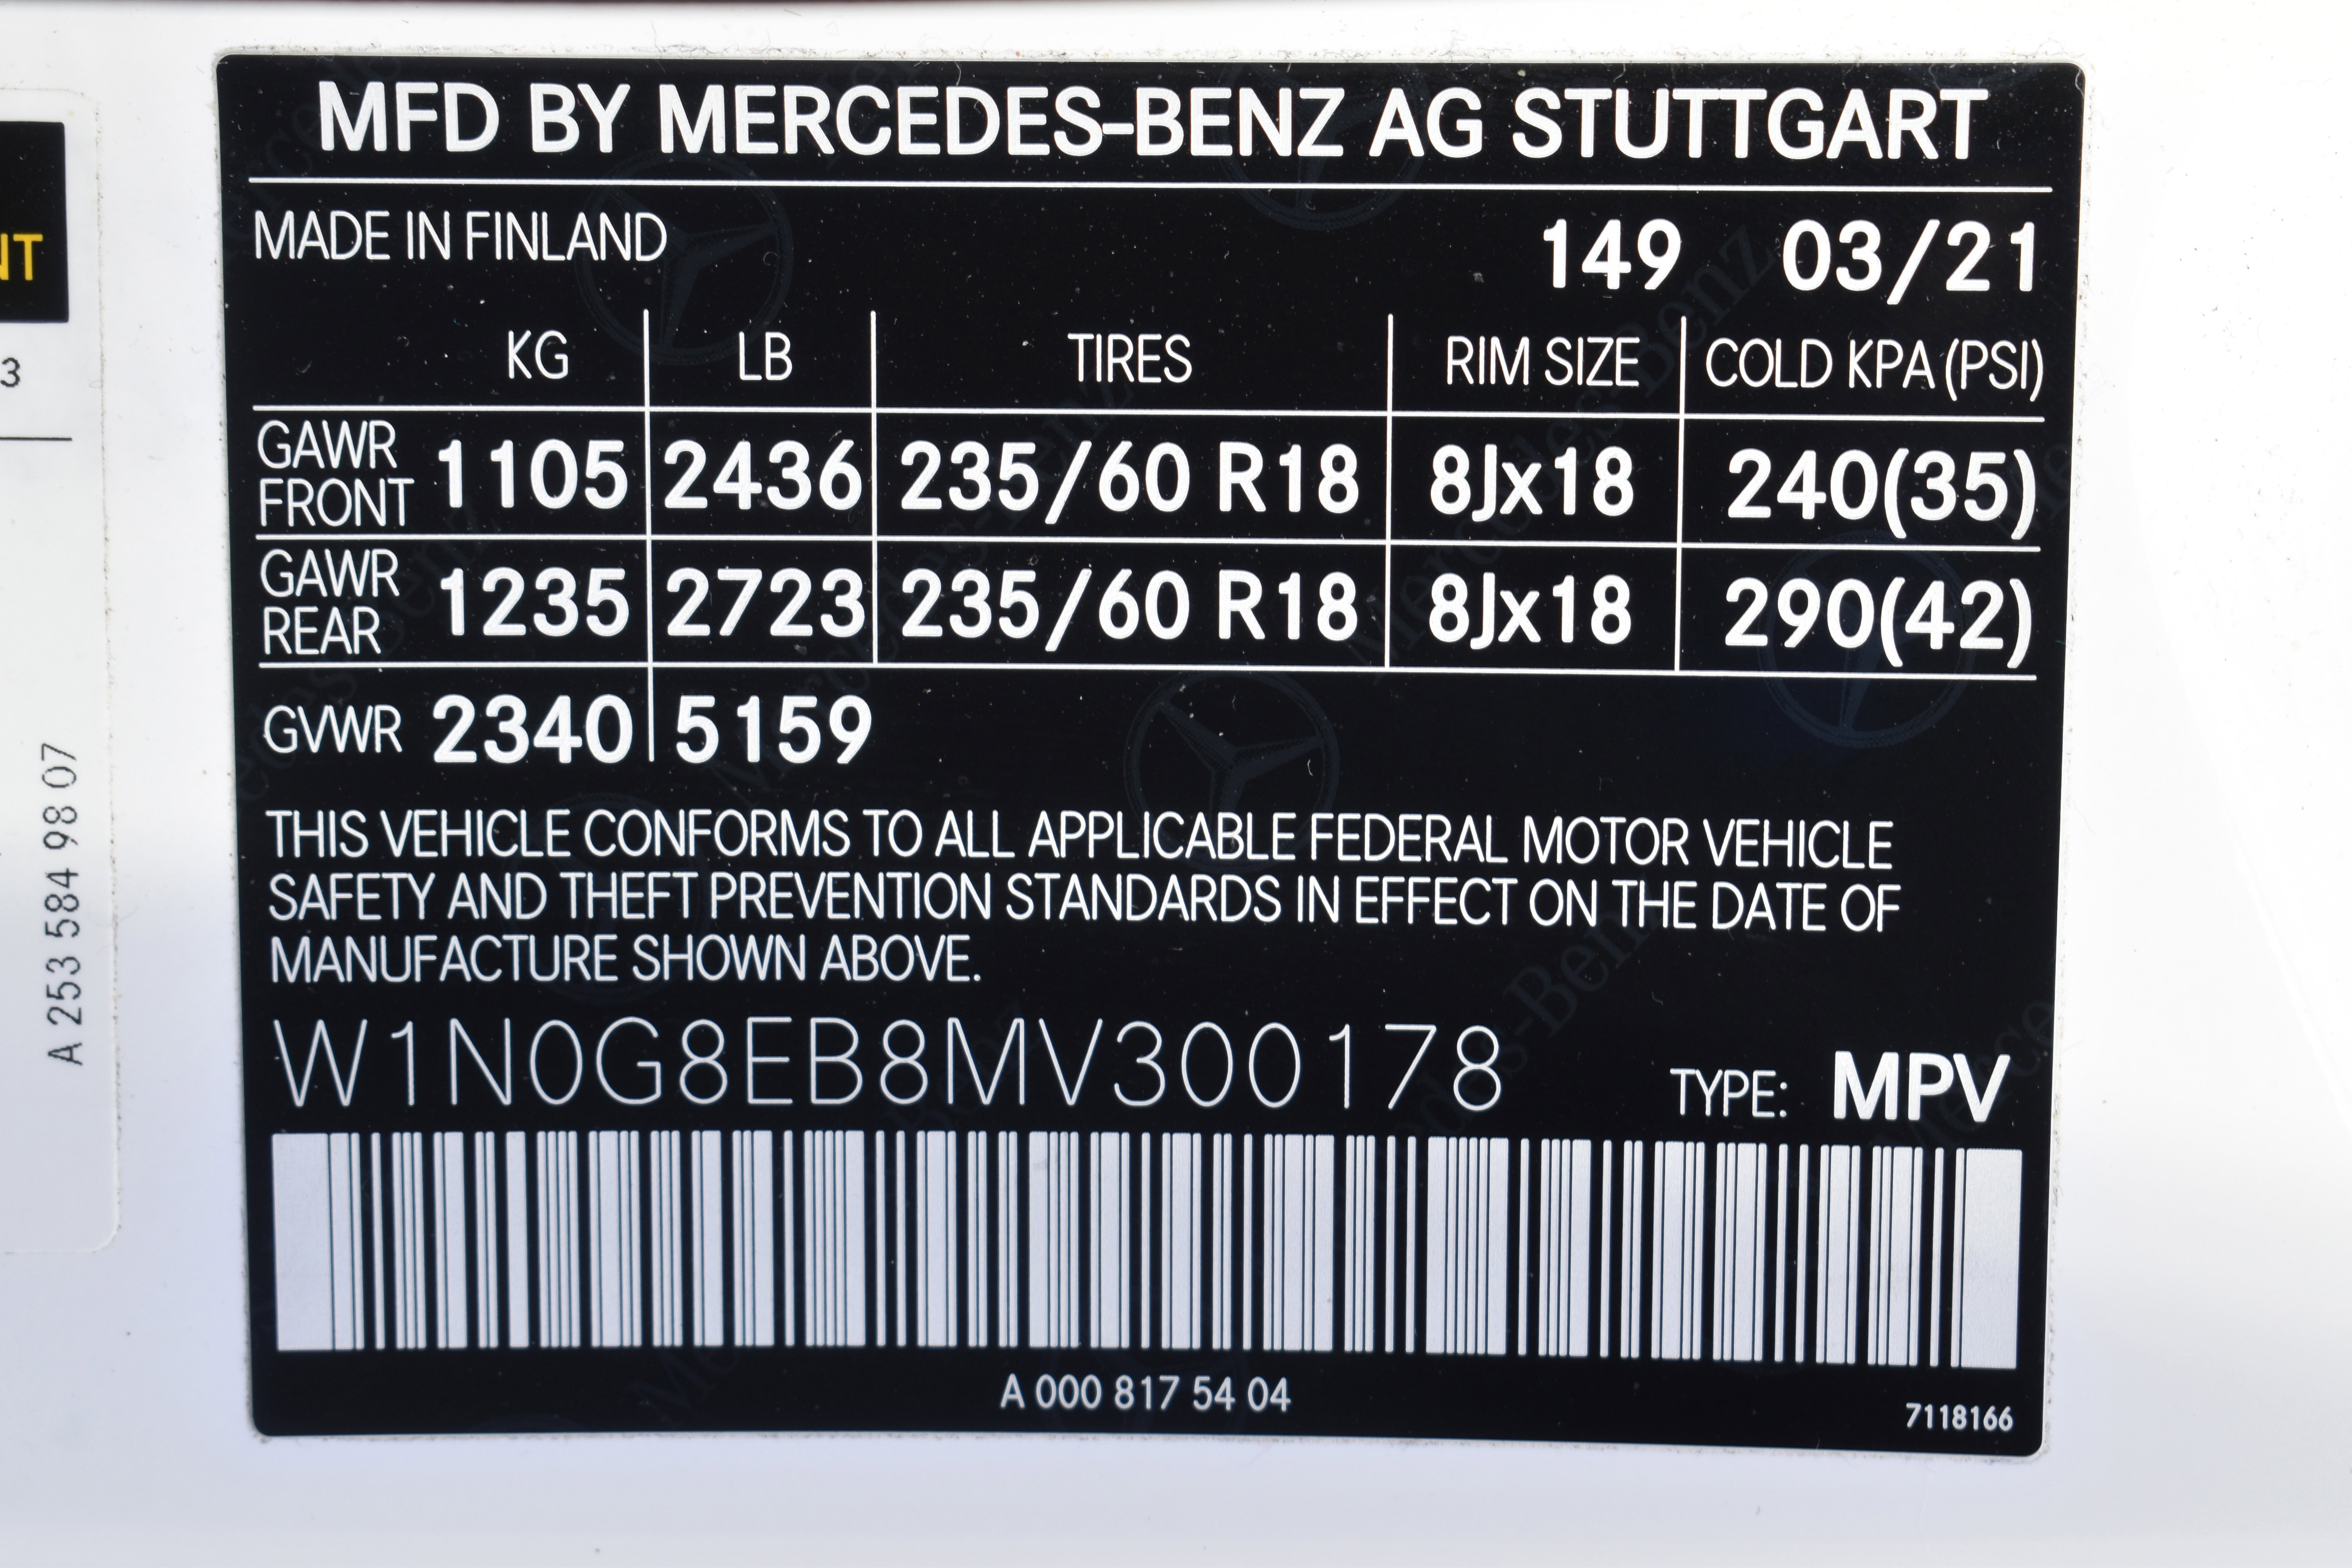 MFD BY MERCEDES-BENZ AG STUTTGART
MADE IN FINLAND 149 03/21
KG LB TIRES RIM SIZE COLD KPA (PSI)
GAWR FRONT 1105 2436 235/60 R18 8Jx18 240(35)
GAWR REAR 1235 2723 235/60 R18 8Jx18 290(42)
GVWR 2340 5159
THIS VEHICLE CONFORMS TO ALL APPLICABLE FEDERAL MOTOR VEHICLE
SAFETY AND THEFT PREVENTION STANDARDS IN EFFECT ON THE DATE OF
MANUFACTURE SHOWN ABOVE.
W1N0G8EB8MV300178 TYPE: MPV
A 000 817 54 04
7118166
NT
3
A 253 584 98 07